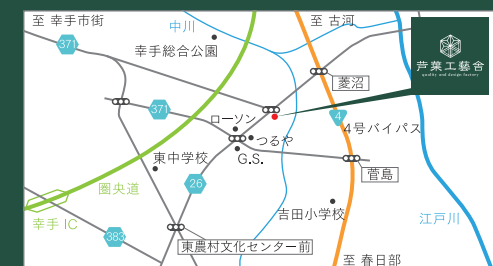 至 幸手市街
中川
至 古河
371
幸手総合公園
芦葉工藝舎
quality and design factory
菱沼
371
ローソン
4
4号バイパス
つるや
東中学校
G.S.
菅島
圏央道
26
吉田小学校
幸手IC
江戸川
383
東農村文化センター前
至 春日部